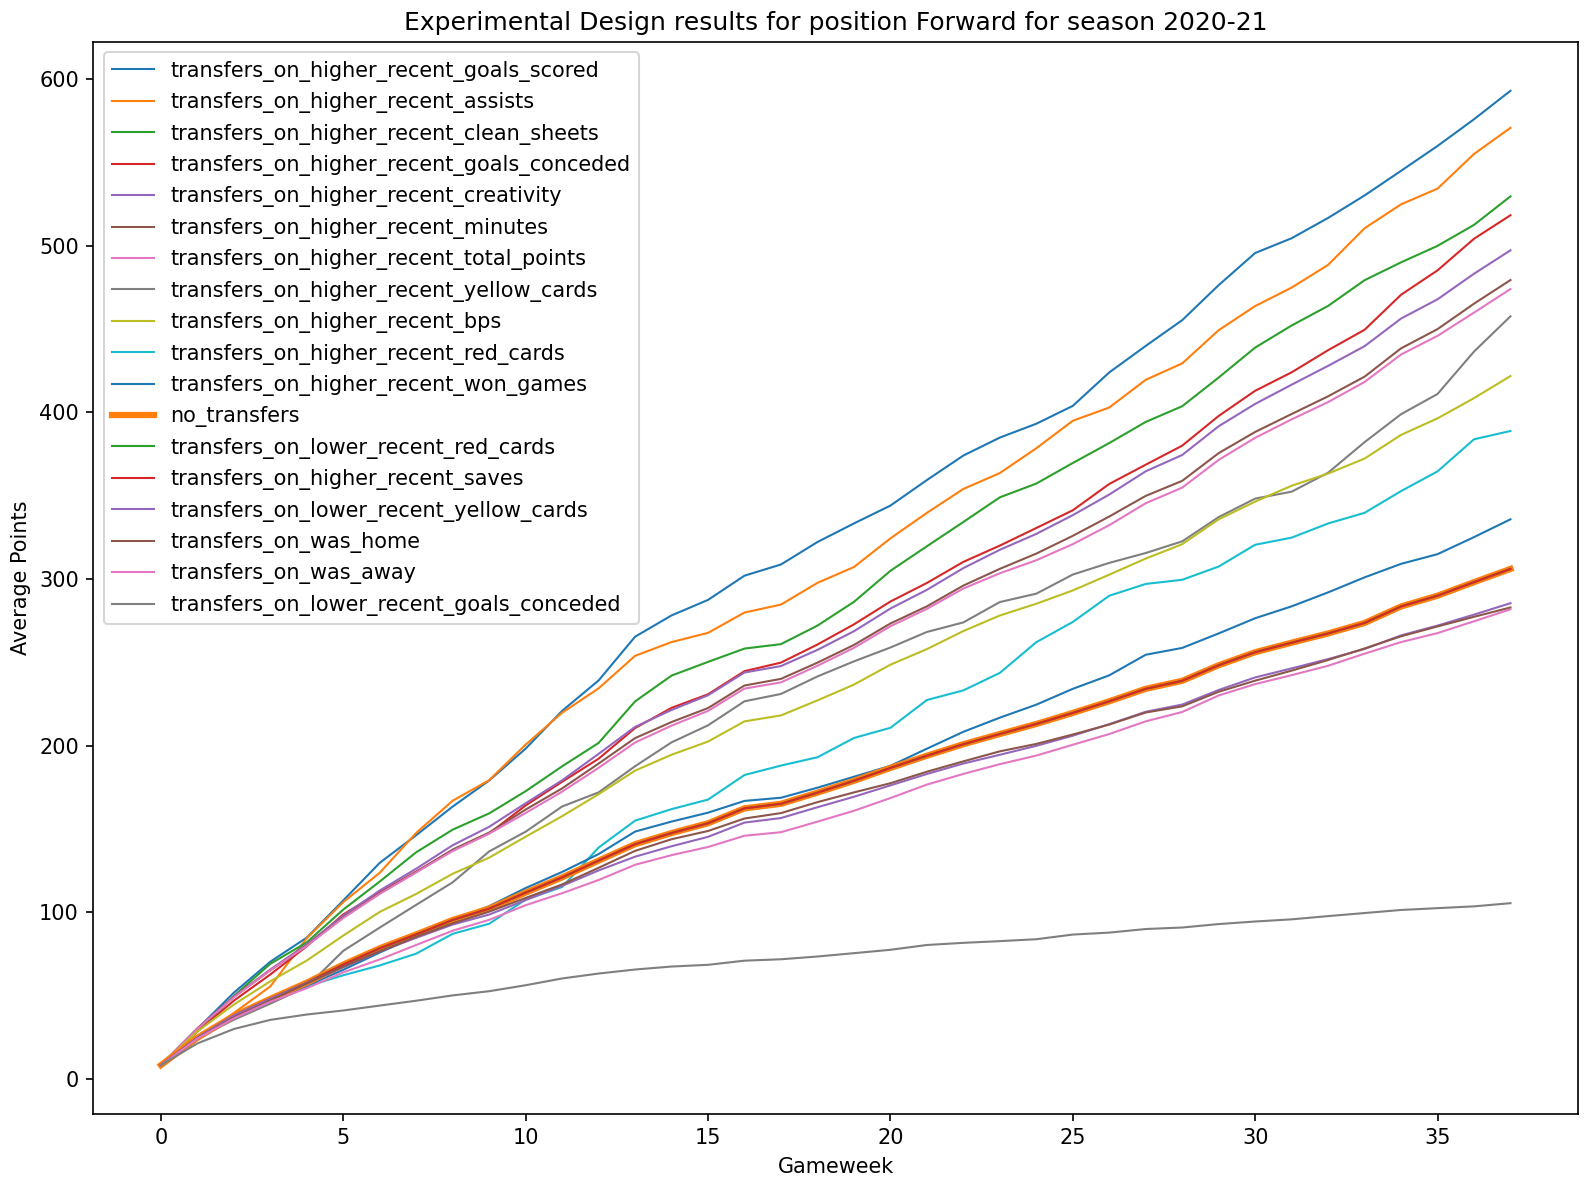 Experimental Design results for position Forward for season 2020-21
transfers_on_higher_recent_goals_scored
transfers_on_higher_recent_assists
transfers_on_higher_recent_clean_sheets
transfers_on_higher_recent_goals_conceded
transfers_on_higher_recent_creativity
transfers_on_higher_recent_minutes
transfers_on_higher_recent_total_points
transfers_on_higher_recent_yellow_cards
transfers_on_higher_recent_bps
transfers_on_higher_recent_red_cards
transfers_on_higher_recent_won_games
no_transfers
transfers_on_lower_recent_red_cards
transfers_on_higher_recent_saves
transfers_on_lower_recent_yellow_cards
transfers_on_was_home
transfers_on_was_away
transfers_on_lower_recent_goals_conceded
600
500
400
300
200
100
0
Average Points
0 5 10 15 20 25 30 35
Gameweek